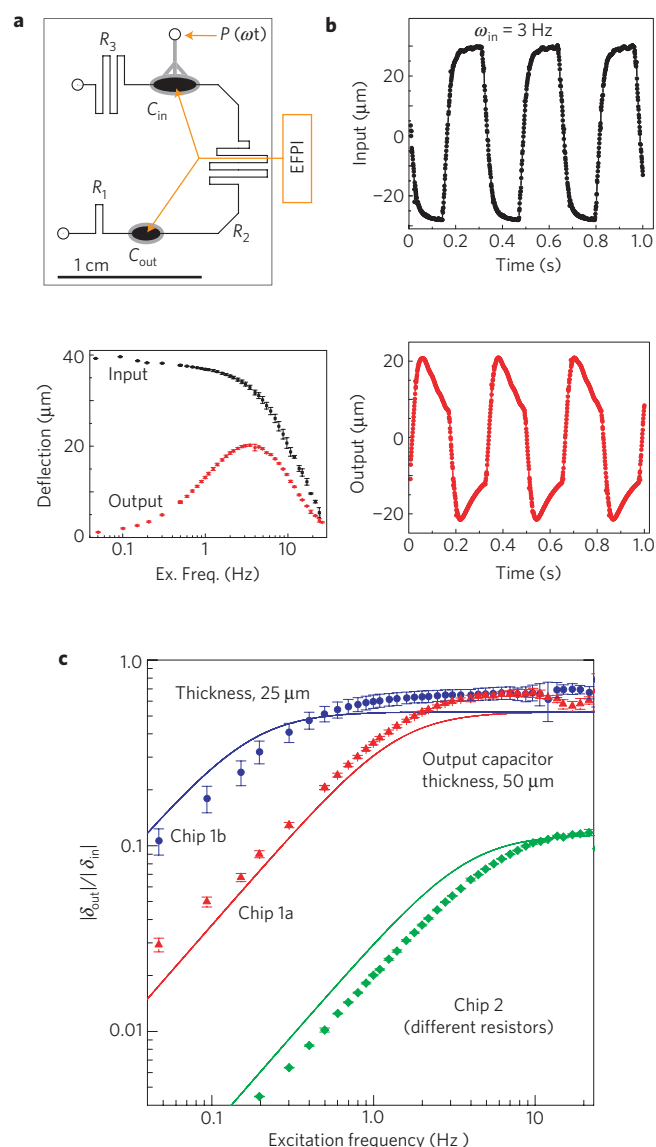 a
R3
P (ωt)
Cin
EFPI
R1
R2
Cout
1 cm
b
ωin = 3 Hz
Input (μm)
20
0
−20
0
0.2
0.4
0.6
0.8
1.0
Time (s)
Deflection (μm)
40
20
0
Input
Output
0.1
1
10
Ex. Freq. (Hz)
Output (μm)
20
0
−20
0
0.2
0.4
0.6
0.8
1.0
Time (s)
c
|δout|/|δin|
1.0
0.1
0.01
Thickness, 25 μm
Output capacitor
thickness, 50 μm
Chip 1b
Chip 1a
Chip 2
(different resistors)
0.1
1.0
10
Excitation frequency (Hz )